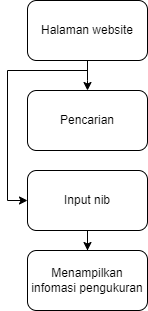 Halaman website
Pencarian
Input nib
Menampilkan
infomasi pengukuran